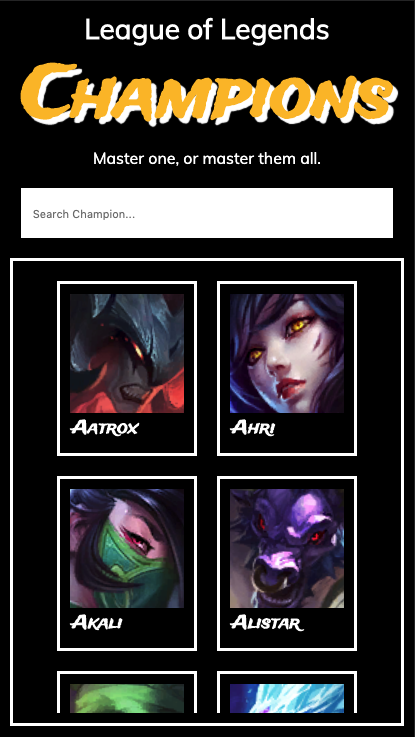 League of Legends
Champions
Master one, or master them all.
Search Champion...
Aatrox
Ahri
Akali
Alistar